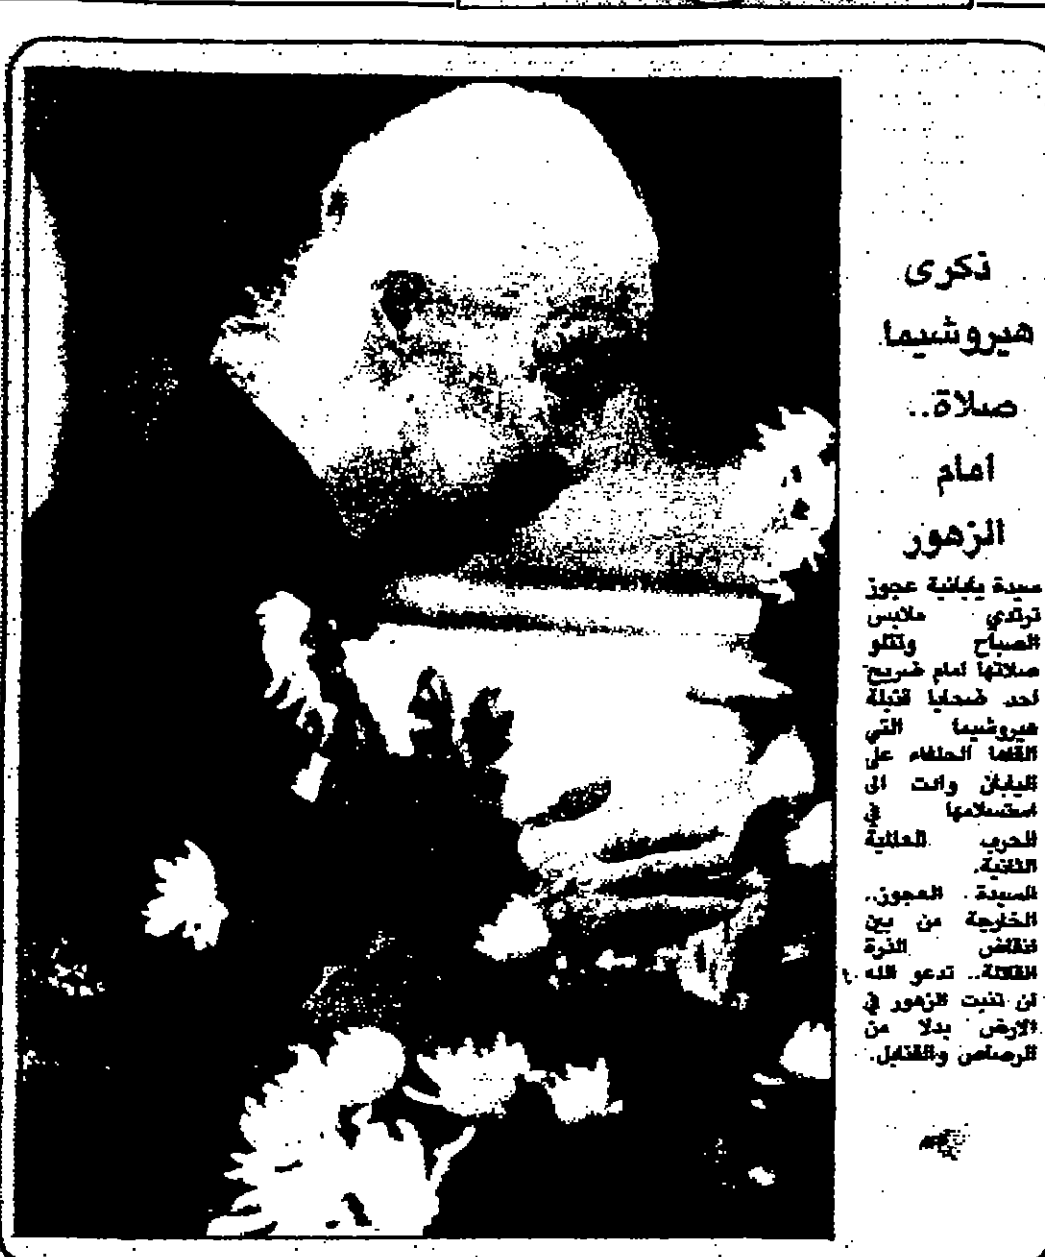 ذكرى
هيروشيما
صلاة..
امام
الزهور
سيدة يابانية عجوز
ترتدي ملابس
الصباح وتتلو
صلاتها امام ضريح
احد ضحايا قنبلة
هيروشيما التي
القاها الحلفاء على
اليابان وادت الى
استسلامها في
الحرب العالمية
الثانية.
السيدة.. العجوز..
الخارجة من بين
انقاض الذرة
القاتلة.. تدعو الله
ان تنبت الزهور في
الارض بدلا من
الرصاص والقنابل.